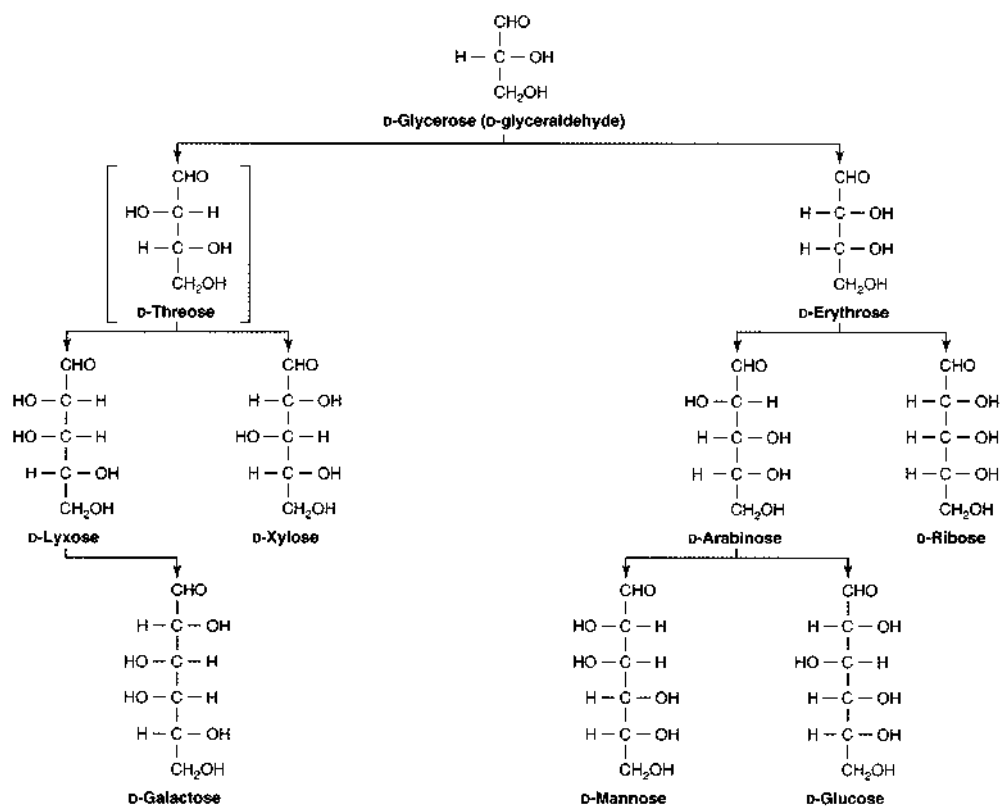 CHO
H — C — OH
CH₂OH
D-Glycerose (D-glyceraldehyde)
CHO
HO — C — H
H — C — OH
CH₂OH
D-Threose
CHO
H — C — OH
H — C — OH
CH₂OH
D-Erythrose
CHO
HO — C — H
HO — C — H
H — C — OH
CH₂OH
D-Lyxose
CHO
H — C — OH
HO — C — H
H — C — OH
CH₂OH
D-Xylose
CHO
HO — C — H
H — C — OH
H — C — OH
CH₂OH
D-Arabinose
CHO
H — C — OH
H — C — OH
H — C — OH
CH₂OH
D-Ribose
CHO
H — C — OH
HO — C — H
HO — C — H
H — C — OH
CH₂OH
D-Galactose
CHO
HO — C — H
HO — C — H
H — C — OH
H — C — OH
CH₂OH
D-Mannose
CHO
H — C — OH
HO — C — H
H — C — OH
H — C — OH
CH₂OH
D-Glucose